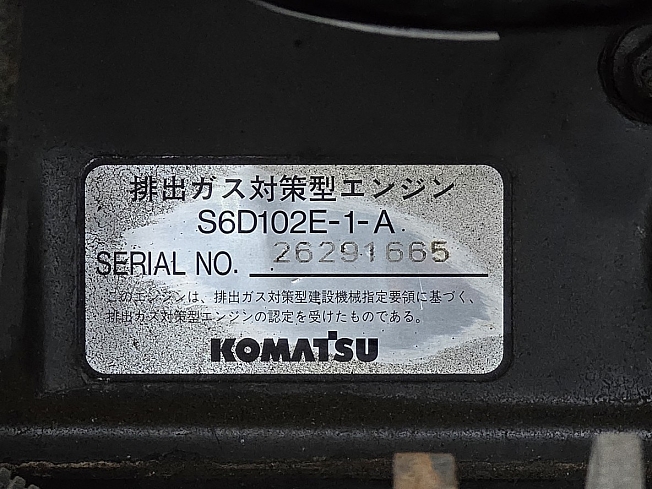 排出ガス対策型エンジン
S6D102E-1-A
SERIAL NO. 26291665
このエンジンは、排出ガス対策型建設機械指定要領に基づく、
排出ガス対策型エンジンの認定を受けたものである。
KOMATSU